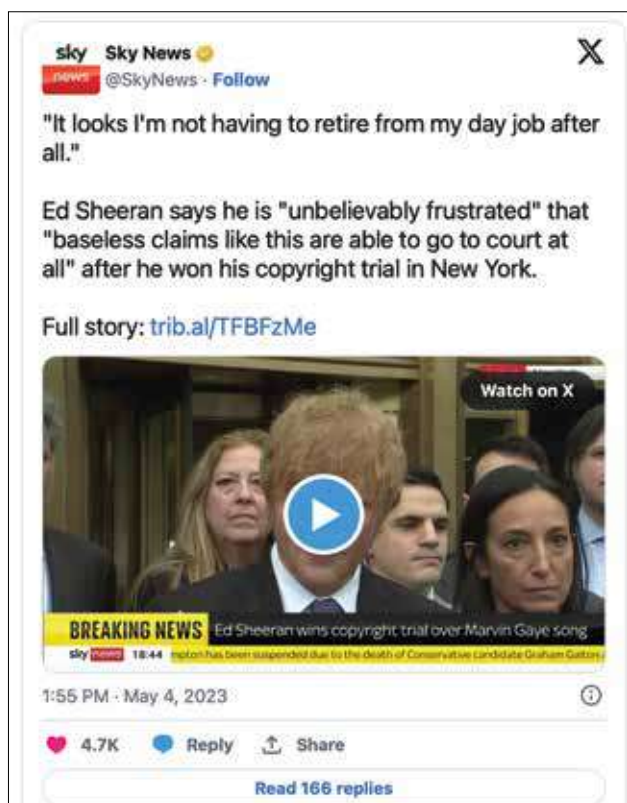 sky Sky News
news @SkyNews · Follow
X
"It looks I'm not having to retire from my day job after
all."
Ed Sheeran says he is "unbelievably frustrated" that
"baseless claims like this are able to go to court at
all" after he won his copyright trial in New York.
Full story: trib.al/TFBFzMe
Watch on X
BREAKING NEWS Ed Sheeran wins copyright trial over Marvin Gaye song
sky news 18:44 mpton has been suspended due to the death of Conservative candidate Graham
1:55 PM · May 4, 2023
4.7K Reply Share
Read 166 replies